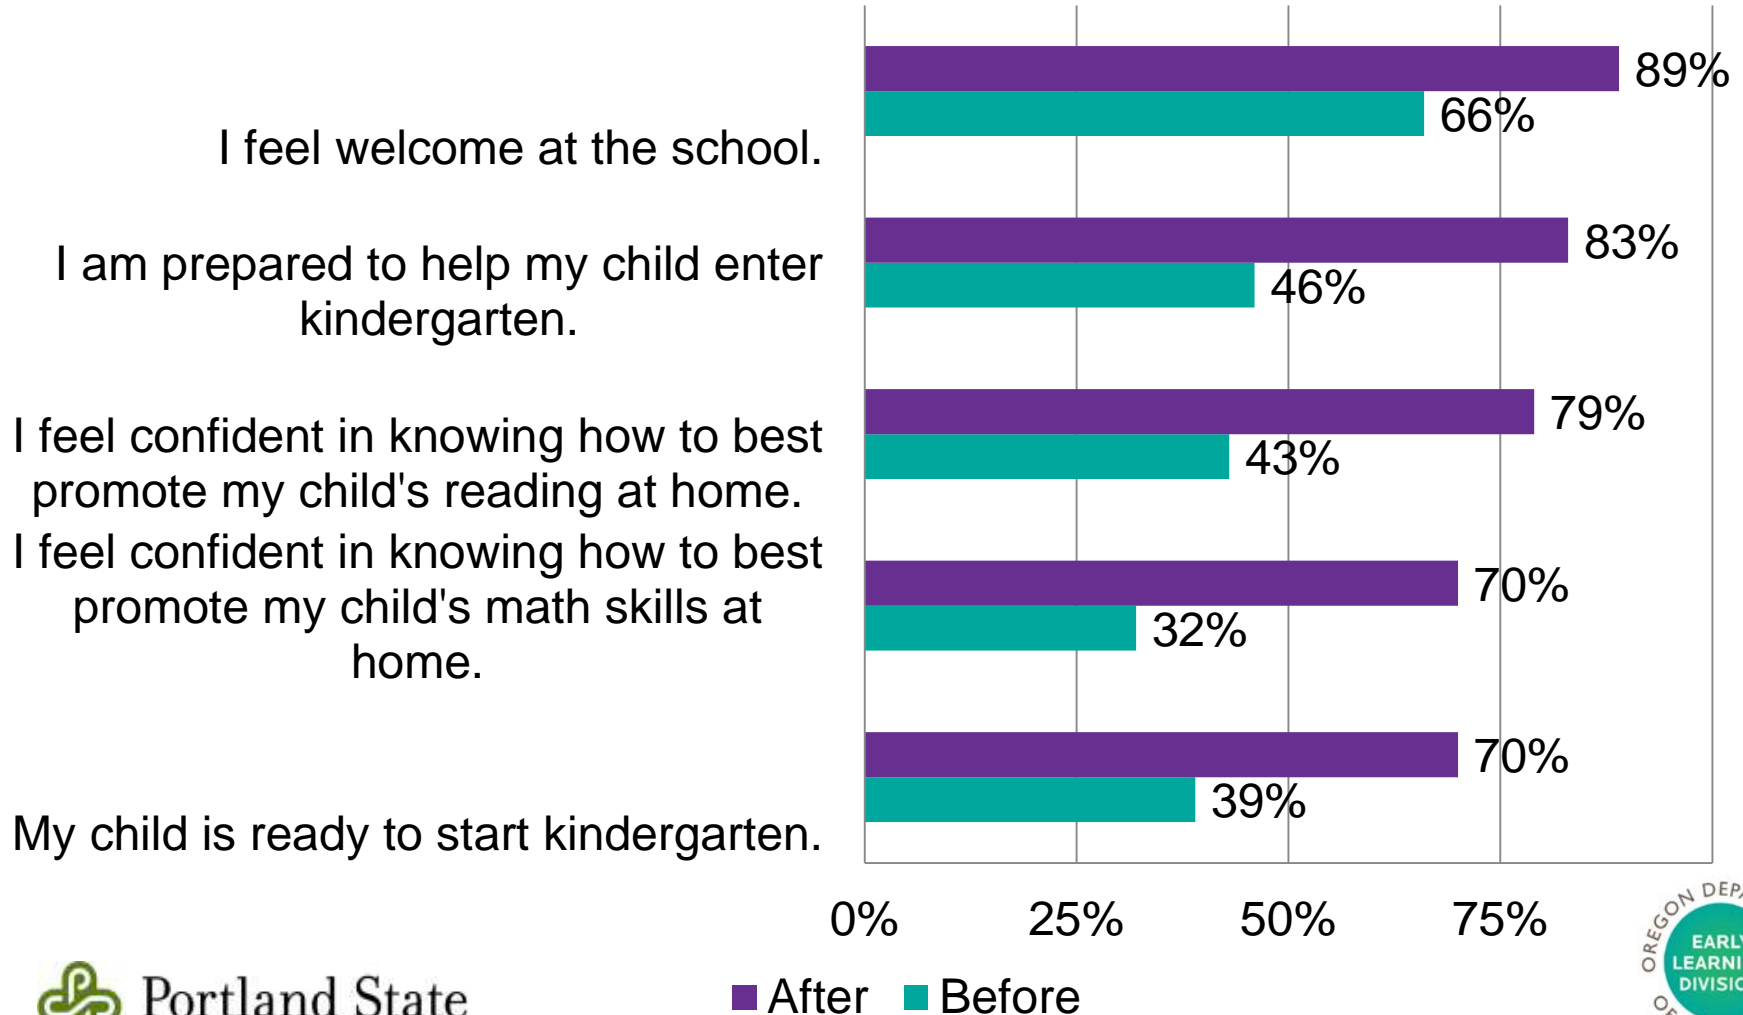 89%
66%
I feel welcome at the school.
83%
I am prepared to help my child enter
kindergarten.
46%
79%
I feel confident in knowing how to best
promote my child's reading at home.
43%
I feel confident in knowing how to best
promote my child's math skills at
home.
70%
32%
70%
39%
My child is ready to start kindergarten.
0% 25% 50% 75%
After Before
Portland State
OREGON
EARLY